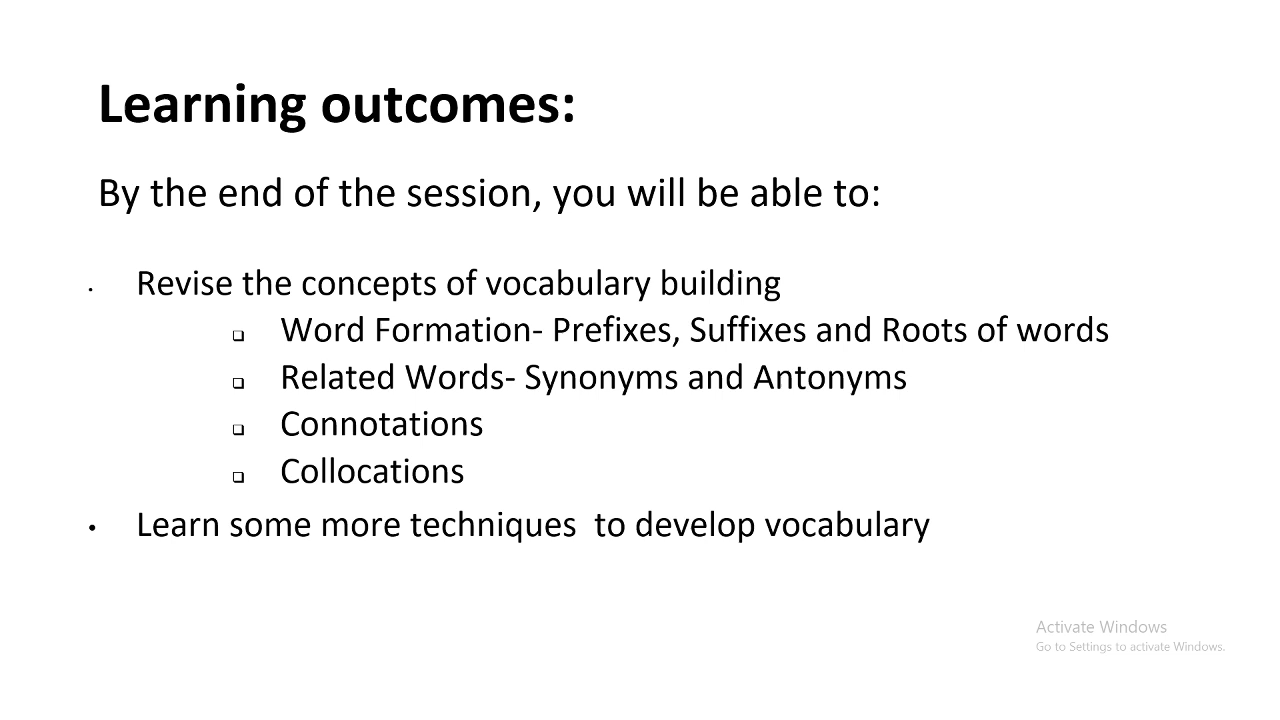 Learning outcomes:
By the end of the session, you will be able to:
• Revise the concepts of vocabulary building
❑ Word Formation- Prefixes, Suffixes and Roots of words
❑ Related Words- Synonyms and Antonyms
❑ Connotations
❑ Collocations
• Learn some more techniques  to develop vocabulary
Activate Windows
Go to Settings to activate Windows.